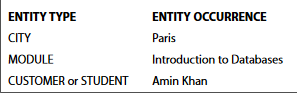 ENTITY TYPE ENTITY OCCURRENCE
CITY Paris
MODULE Introduction to Databases
CUSTOMER or STUDENT Amin Khan